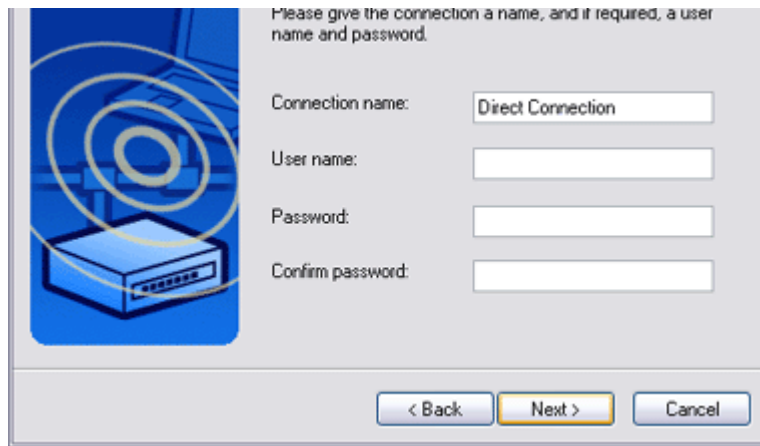 Please give the connection a name, and if required, a user
name and password.
Connection name:
Direct Connection
User name:
Password:
Confirm password:
< Back
Next >
Cancel